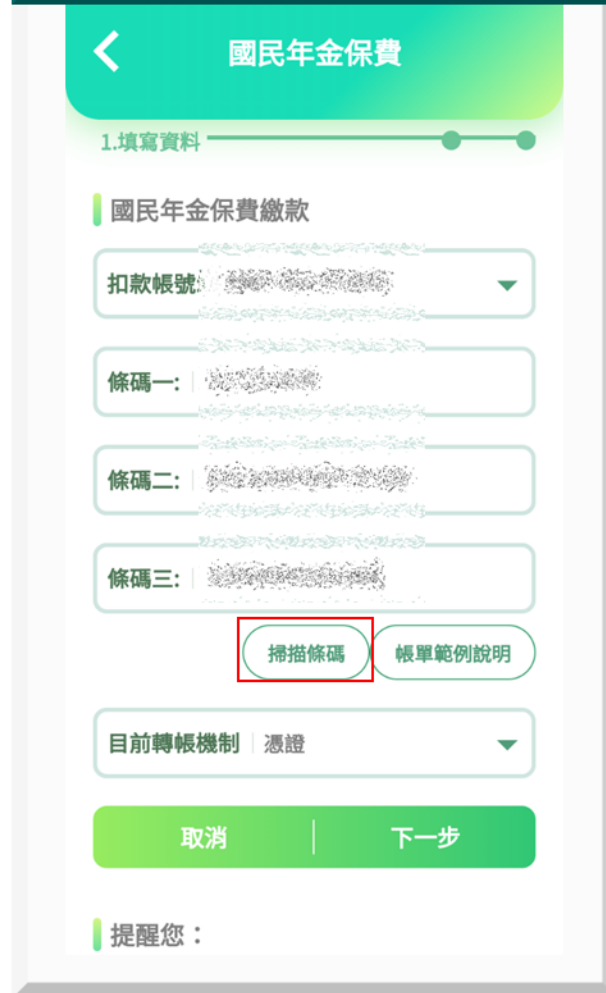 國民年金保費
1.填寫資料
國民年金保費繳款
扣款帳號:
條碼一:
條碼二:
條碼三:
掃描條碼 帳單範例說明
目前轉帳機制 憑證
取消 下一步
提醒您：